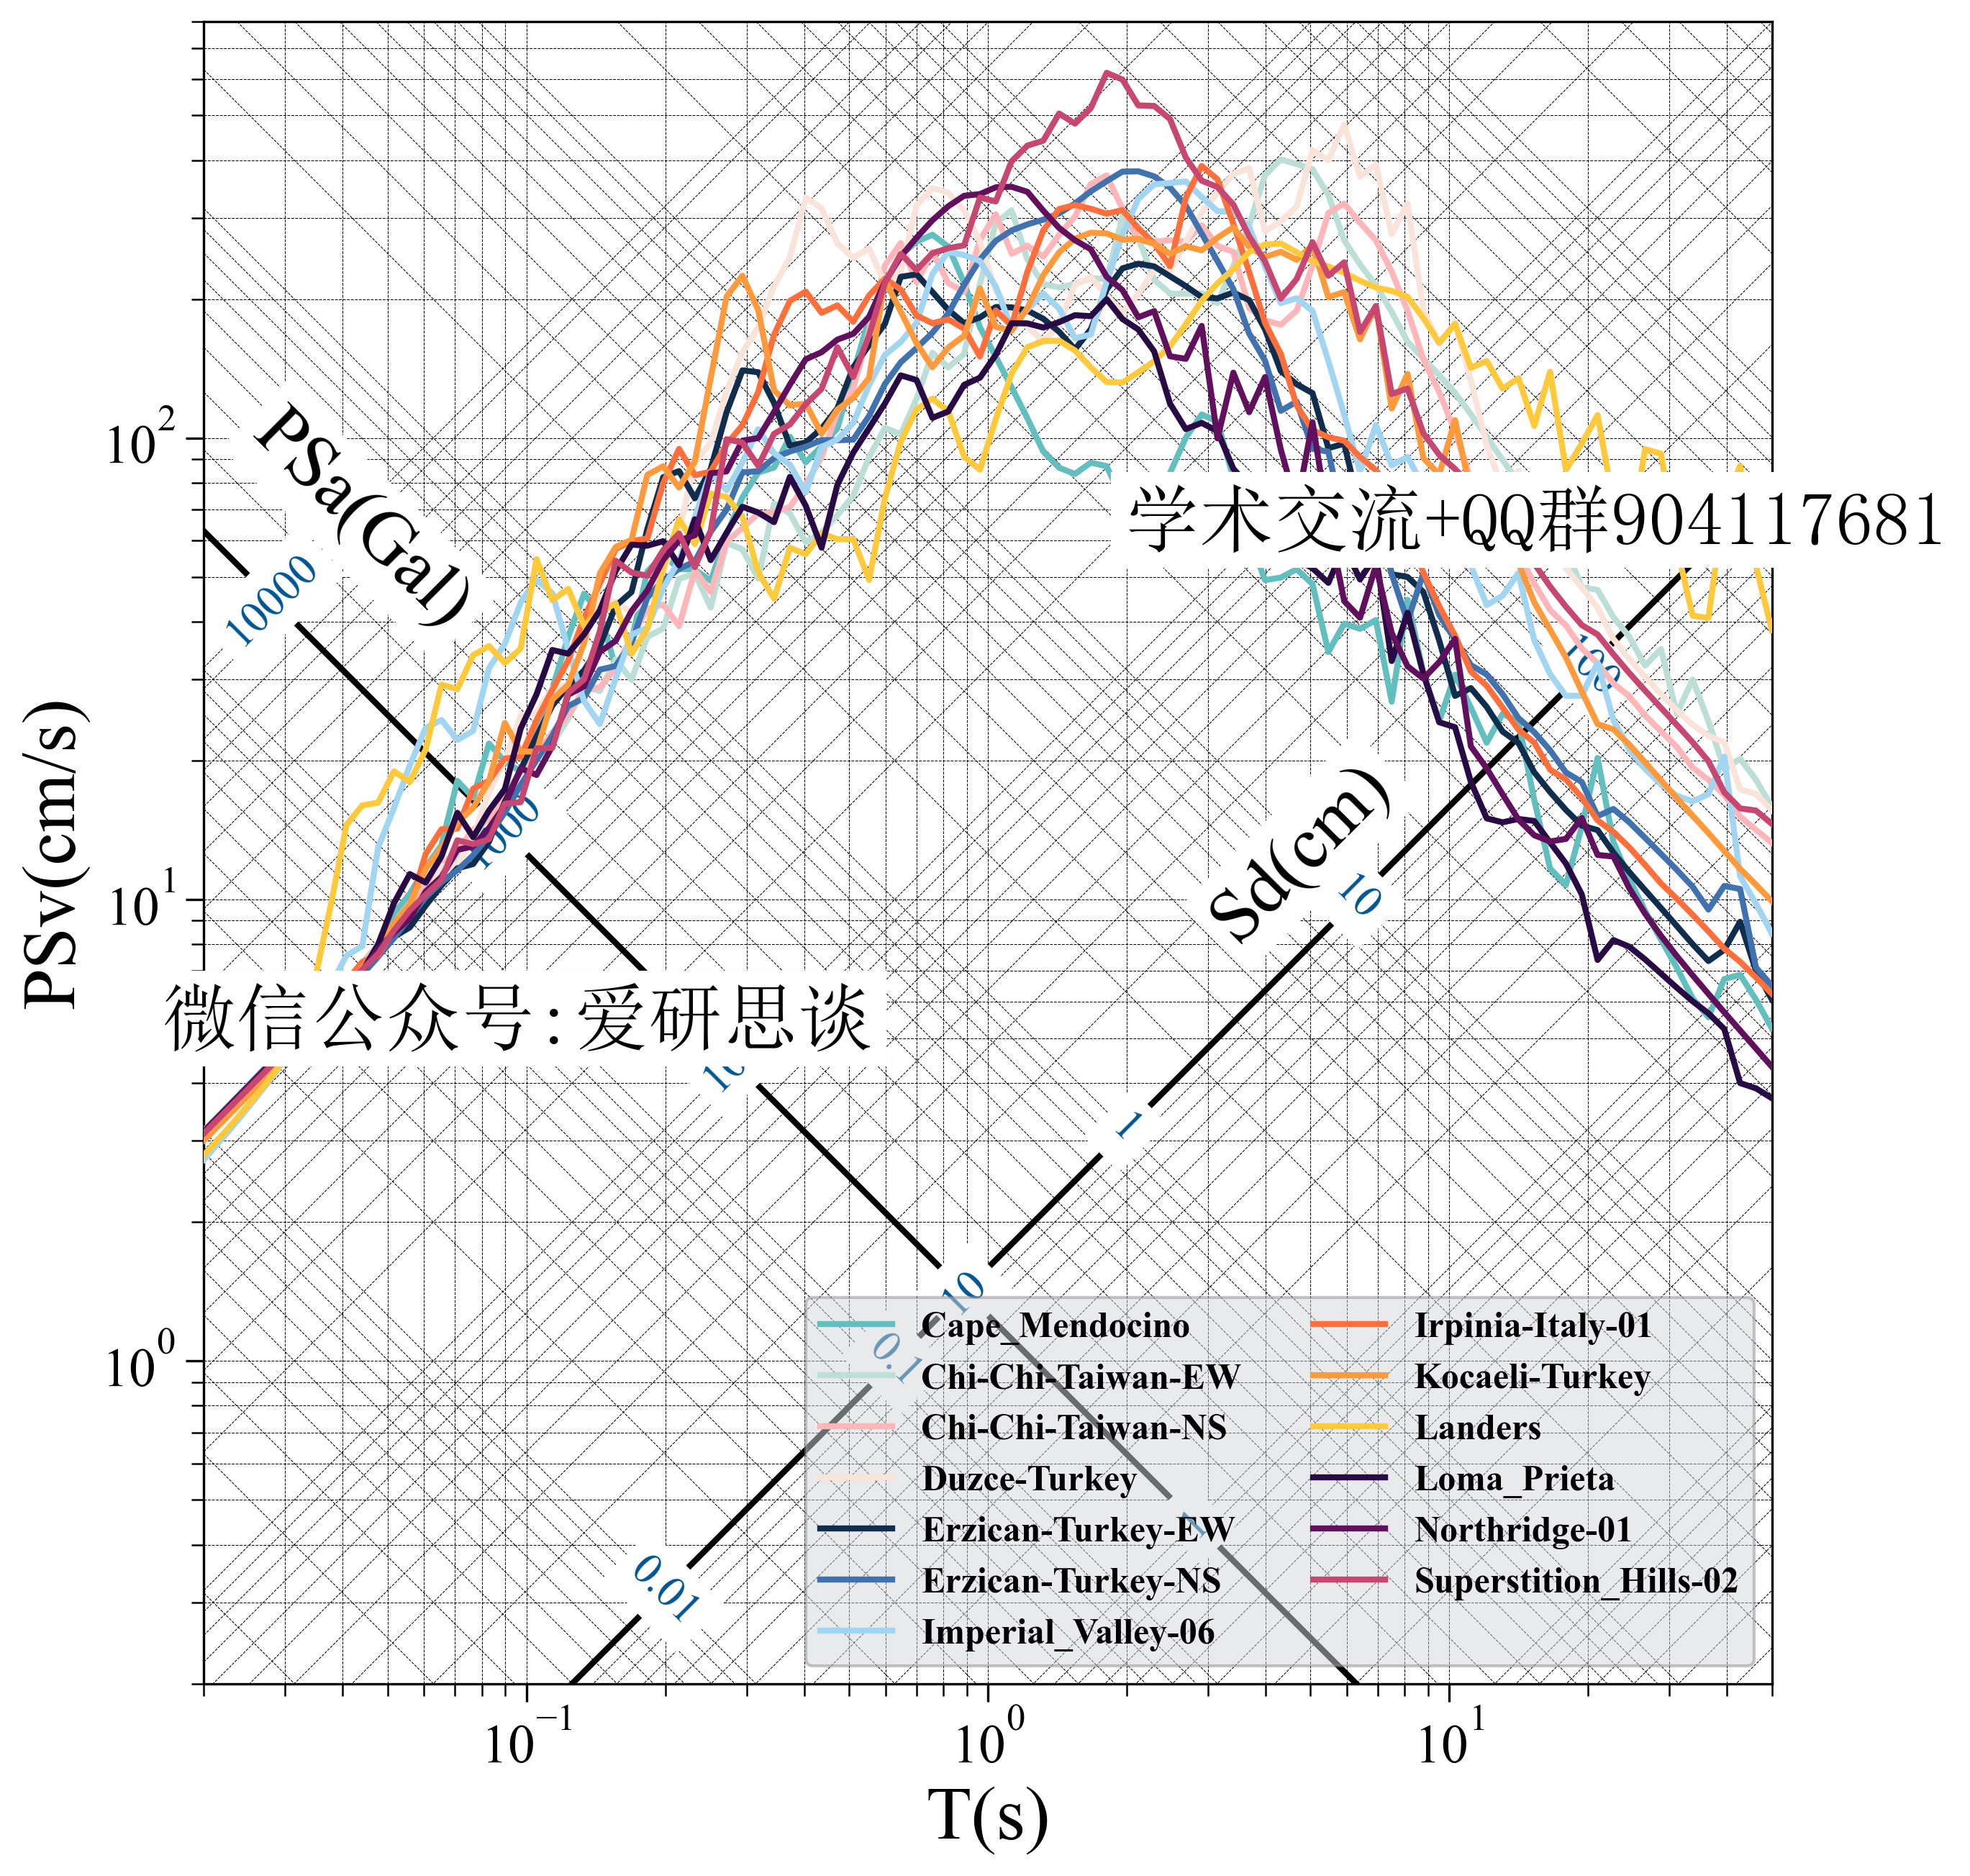 PSv(cm/s)
10²
10¹
10⁰
PSa(Gal)
10000
1000
10
1
Sd(cm)
100
10
1
0.1
0.01
学术交流+QQ群904117681
微信公众号:爱研思谈
Cape_Mendocino
Chi-Chi-Taiwan-EW
Chi-Chi-Taiwan-NS
Duzce-Turkey
Erzican-Turkey-EW
Erzican-Turkey-NS
Imperial_Valley-06
Irpinia-Italy-01
Kocaeli-Turkey
Landers
Loma_Prieta
Northridge-01
Superstition_Hills-02
10⁻¹
10⁰
10¹
T(s)